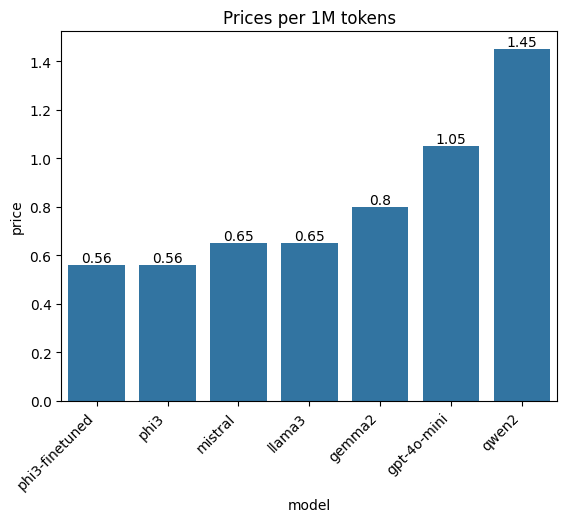 Prices per 1M tokens
price
1.4
1.2
1.0
0.8
0.6
0.4
0.2
0.0
0.56
0.56
0.65
0.65
0.8
1.05
1.45
phi3-finetuned
phi3
mistral
llama3
gemma2
gpt-4o-mini
qwen2
model